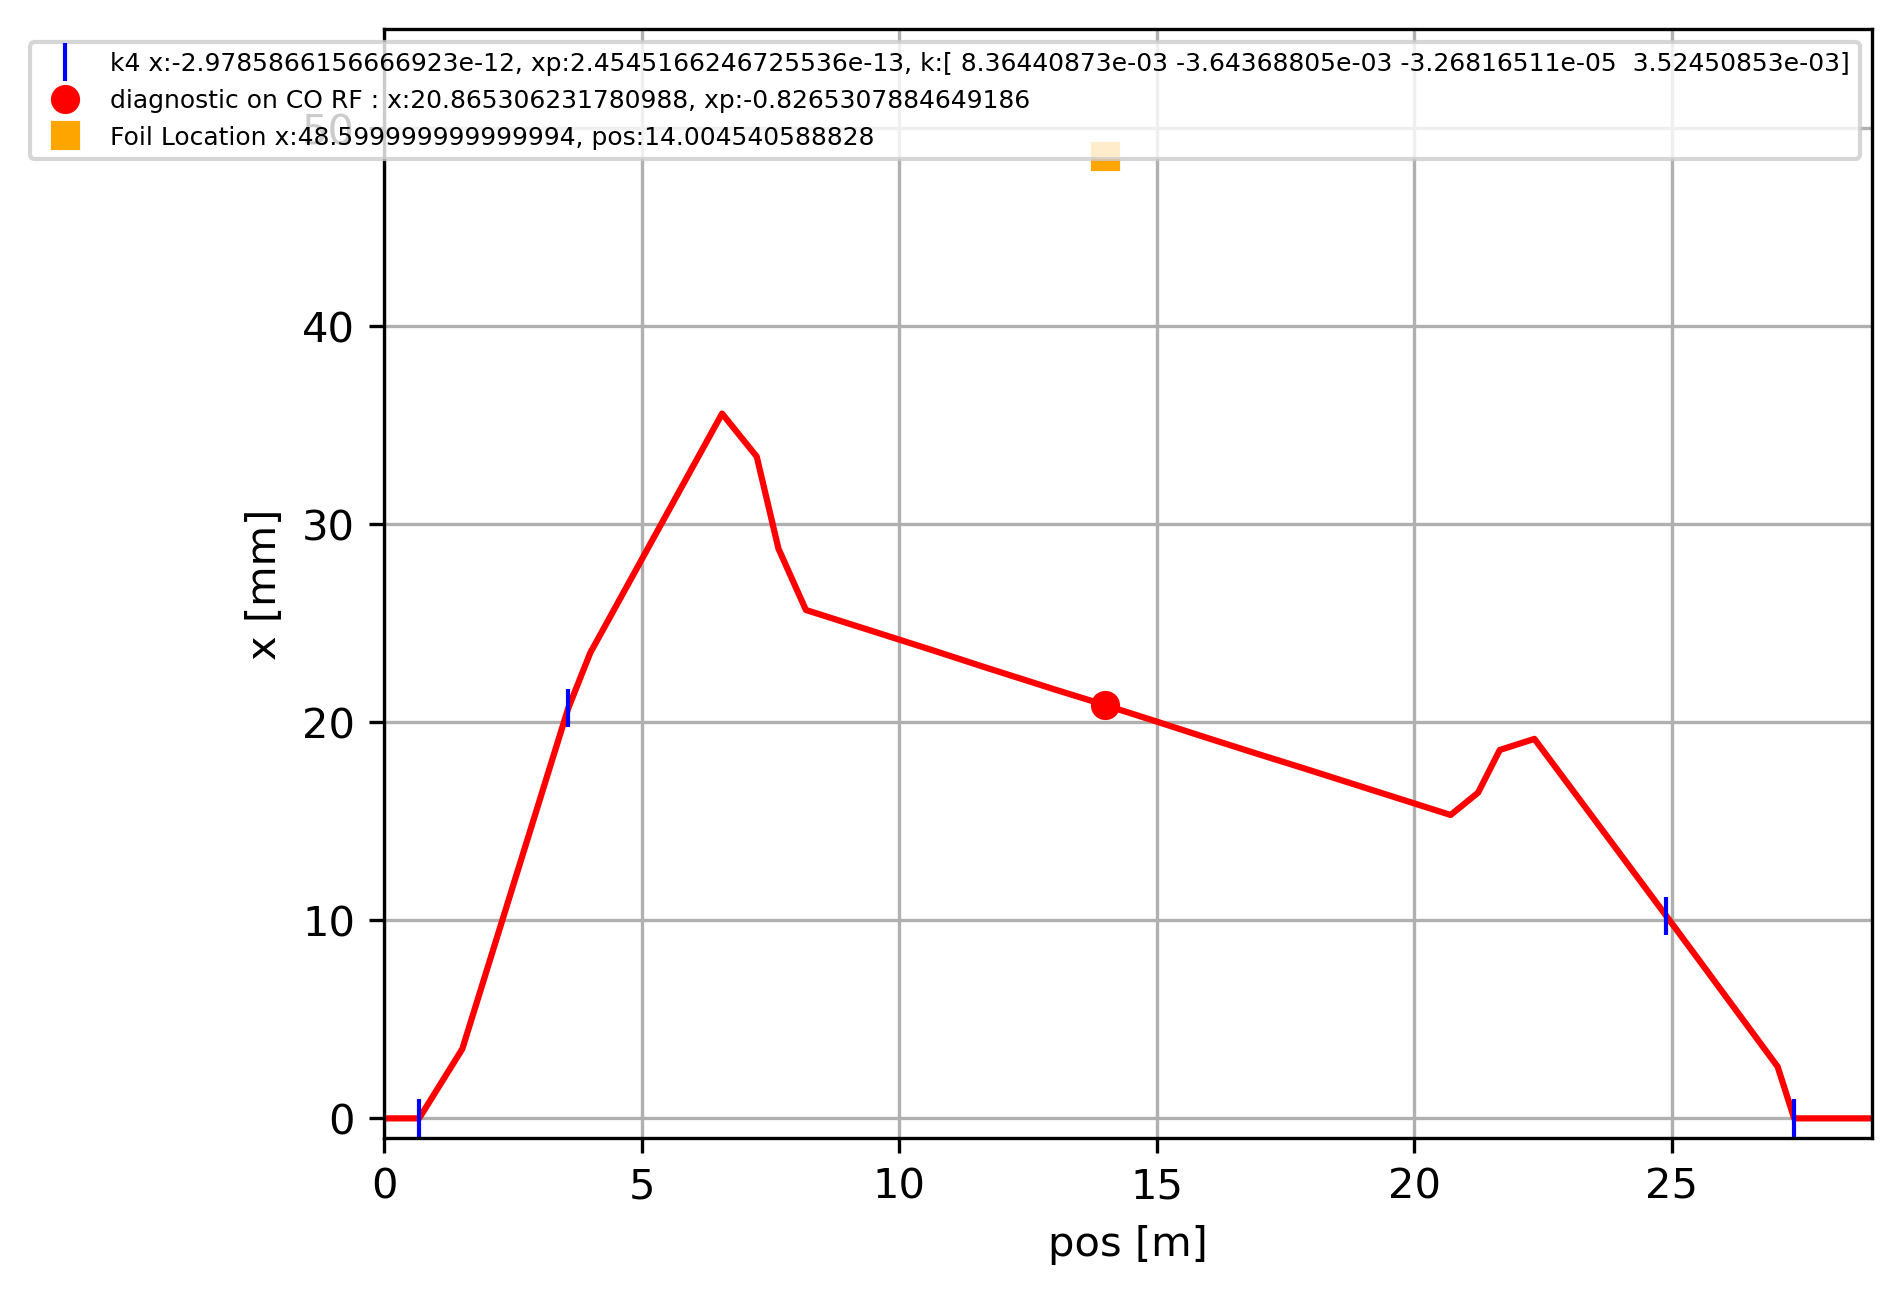 k4 x:-2.9785866156666923e-12, xp:2.4545166246725536e-13, k:[ 8.36440873e-03 -3.64368805e-03 -3.26816511e-05  3.52450853e-03]
diagnostic on CO RF : x:20.865306231780988, xp:-0.8265307884649186
Foil Location x:48.599999999999994, pos:14.004540588828
50
40
30
20
10
0
x [mm]
0 5 10 15 20 25
pos [m]